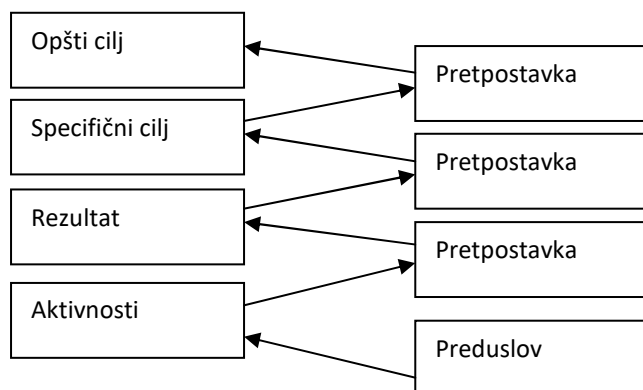 Opšti cilj
Pretpostavka
Specifični cilj
Pretpostavka
Rezultat
Pretpostavka
Aktivnosti
Preduslov